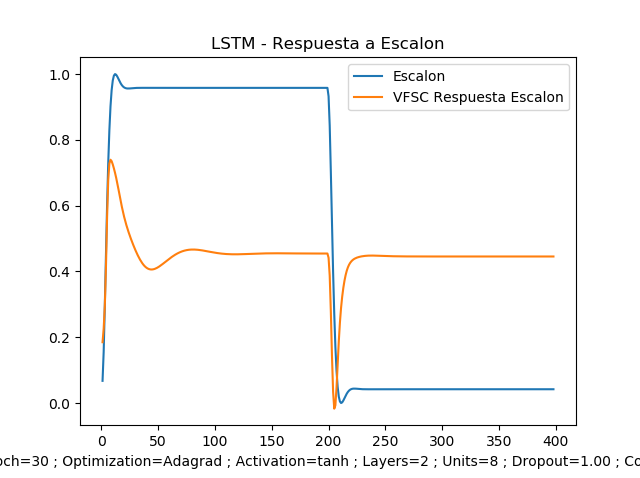 LSTM - Respuesta a Escalon
Escalon
VFSC Respuesta Escalon
1.0
0.8
0.6
0.4
0.2
0.0
0 50 100 150 200 250 300 350 400
=30 ; Optimization=Adagrad ; Activation=tanh ; Layers=2 ; Units=8 ; Dropout=1.00 ;